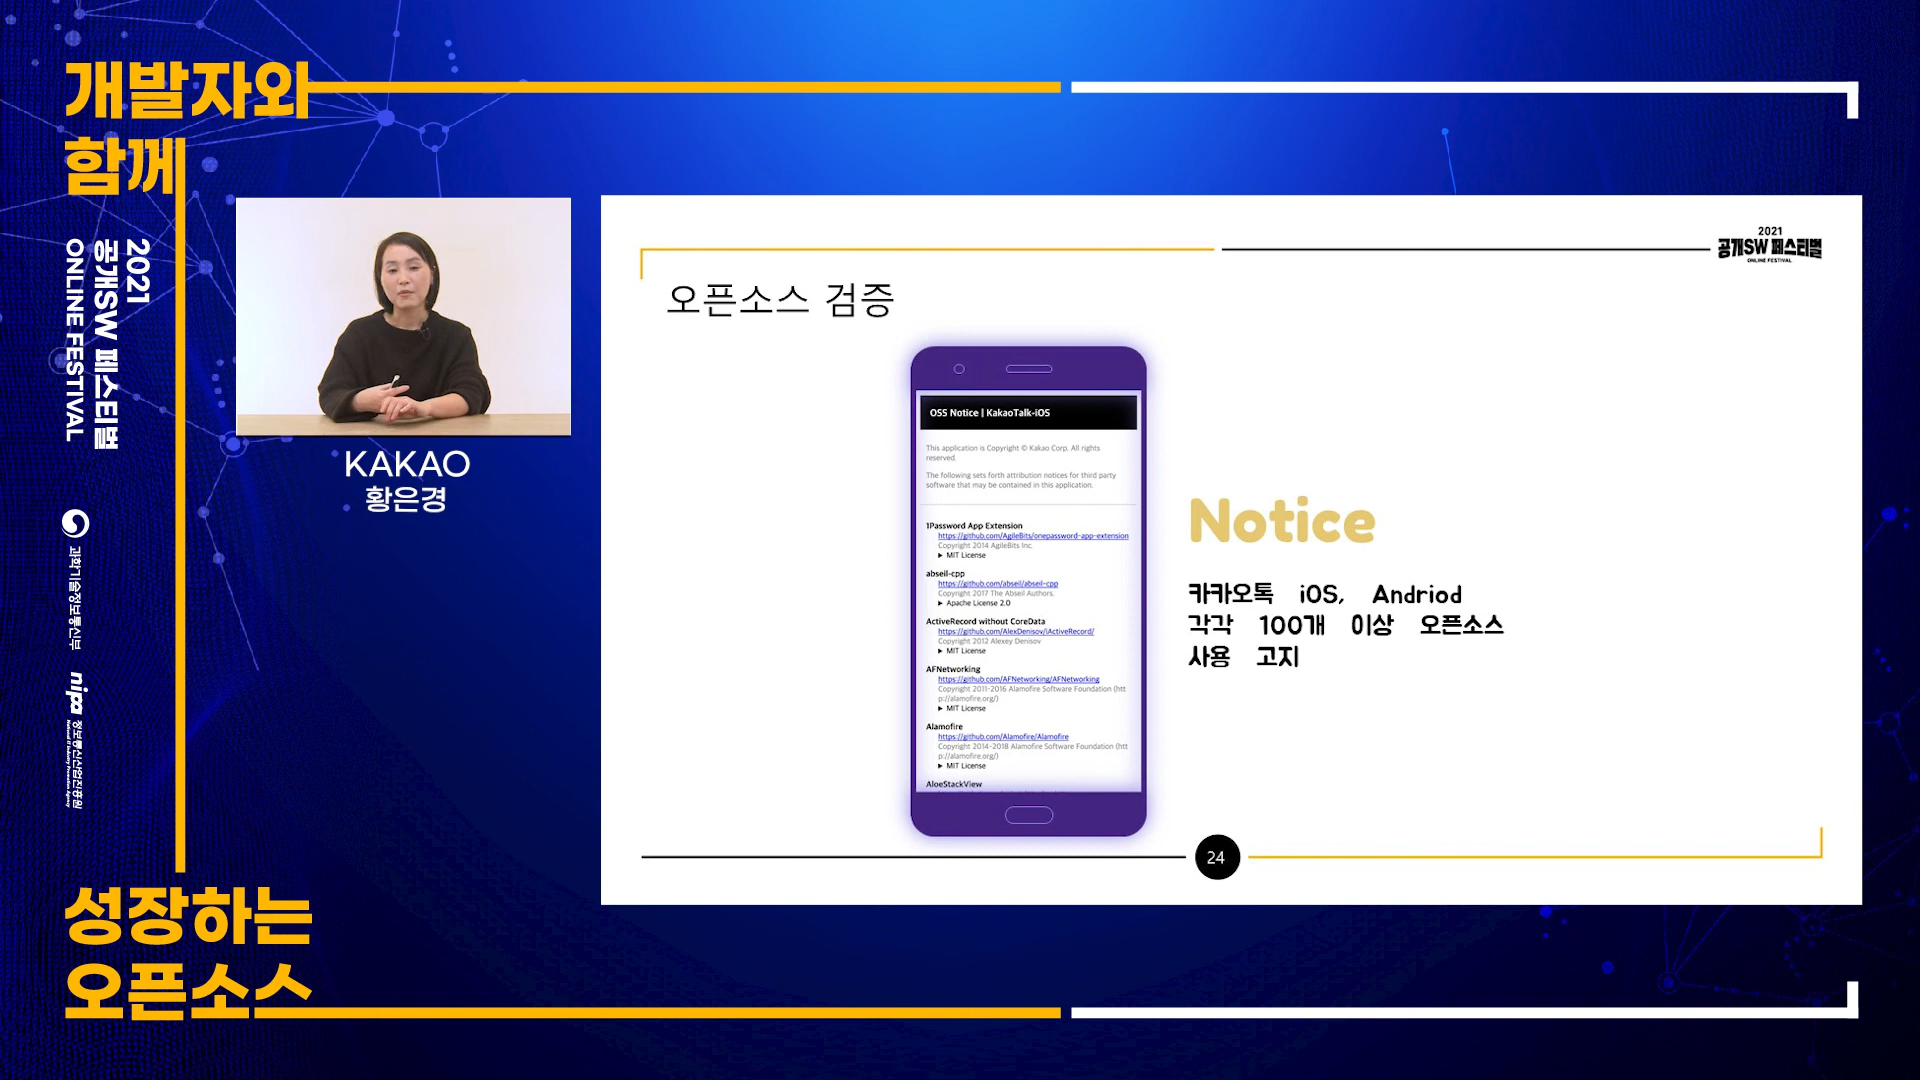 개발자와
함께
2021
공개SW 페스티벌
ONLINE FESTIVAL
과학기술정보통신부
nipa 정보통신산업진흥원
National IT Industry Promotion Agency
성장하는
오픈소스
KAKAO
황은경
2021
공개SW 페스티벌
ONLINE FESTIVAL
오픈소스 검증
OSS Notice | KakaoTalk-iOS
This application is Copyright © Kakao Corp. All rights
reserved.
The following sets forth attribution notices for third party
software that may be contained in this application.
1Password App Extension
https://github.com/AgileBits/onepassword-app-extension
Copyright 2014 AgileBits Inc.
▶ MIT License
abseil-cpp
https://github.com/abseil/abseil-cpp
Copyright 2017 The Abseil Authors.
▶ Apache License 2.0
ActiveRecord without CoreData
https://github.com/AlexDenisov/iActiveRecord/
Copyright 2012 Alexey Denisov
▶ MIT License
AFNetworking
https://github.com/AFNetworking/AFNetworking
Copyright 2011-2016 Alamofire Software Foundation (htt
p://alamofire.org/)
▶ MIT License
Alamofire
https://github.com/Alamofire/Alamofire
Copyright 2014-2018 Alamofire Software Foundation (htt
p://alamofire.org/)
▶ MIT License
AloeStackView
Notice
카카오톡 iOS, Andriod
각각 100개 이상 오픈소스
사용 고지
24